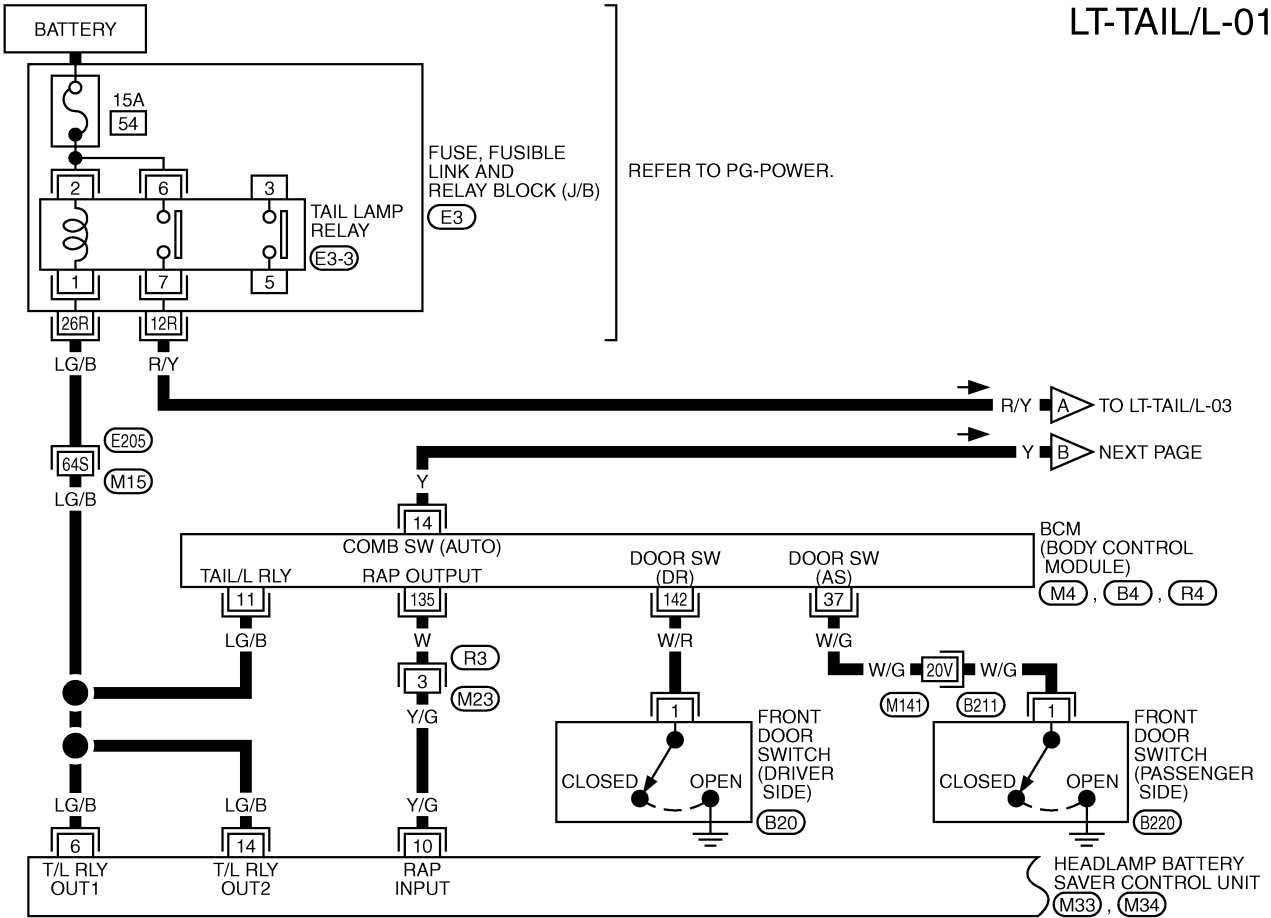 LT-TAIL/L-01
BATTERY
15A
54
FUSE, FUSIBLE
LINK AND
RELAY BLOCK (J/B)
E3
REFER TO PG-POWER.
2
6
3
TAIL LAMP
RELAY
E3-3
1
7
5
26R
12R
LG/B
R/Y
R/Y
A
TO LT-TAIL/L-03
E205
64S
M15
LG/B
Y
B
NEXT PAGE
Y
14
COMB SW (AUTO)
BCM
(BODY CONTROL
MODULE)
M4 , B4 , R4
TAIL/L RLY
RAP OUTPUT
DOOR SW
(DR)
DOOR SW
(AS)
11
135
142
37
LG/B
W
W/R
W/G
R3
3
M23
Y/G
W/G
20V
W/G
M141
B211
1
1
FRONT
DOOR
SWITCH
(DRIVER
SIDE)
B20
CLOSED
OPEN
FRONT
DOOR
SWITCH
(PASSENGER
SIDE)
B220
CLOSED
OPEN
LG/B
LG/B
Y/G
6
14
10
T/L RLY
OUT1
T/L RLY
OUT2
RAP
INPUT
HEADLAMP BATTERY
SAVER CONTROL UNIT
M33 , M34